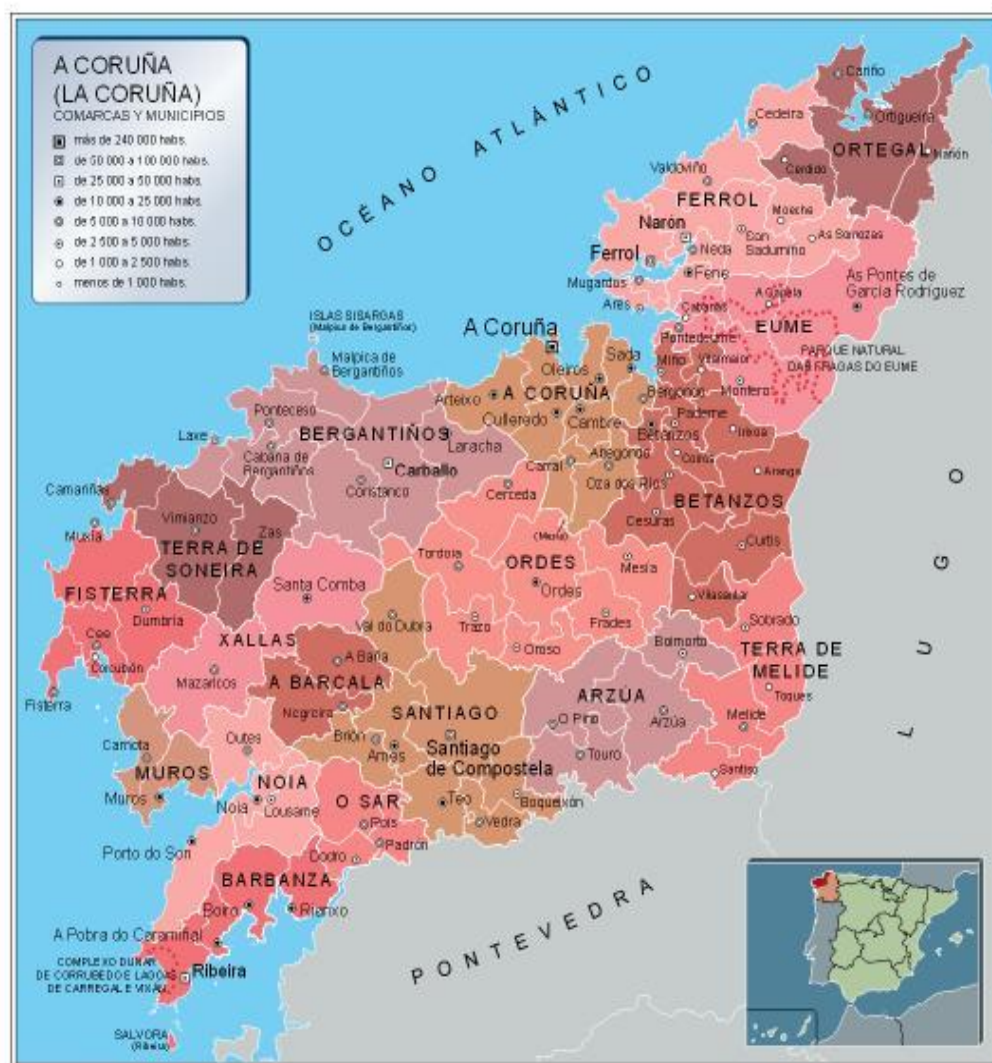 A CORUÑA
(LA CORUÑA)
COMARCAS Y MUNICIPIOS
más de 240 000 habs.
de 50 000 a 100 000 habs.
de 25 000 a 50 000 habs.
de 10 000 a 25 000 habs.
de 5 000 a 10 000 habs.
de 2 500 a 5 000 habs.
de 1 000 a 2 500 habs.
menos de 1 000 habs.
OCÉANO ATLÁNTICO
Cariño
Ortigueira
Cedeira
ORTEGAL
Mañón
Cerdido
Valdoviño
FERROL
Moeche
Narón
San
Sadurnino
As Somozas
Ferrol
Neda
Fene
Mugardos
Ares
As Pontes de
García Rodríguez
A Capela
Cabanas
EUME
Pontedeume
PARQUE NATURAL
DAS FRAGAS DO EUME
ISLAS SISARGAS
(Malpica de Bergantiños)
A Coruña
Sada
Miño
Vilarmaior
Monfero
Malpica de
Bergantiños
Oleiros
Bergondo
Arteixo
A CORUÑA
Culleredo
Cambre
Paderne
Ponteceso
BERGANTIÑOS
Betanzos
Irixoa
Laxe
Laracha
Cabana de
Bergantiños
Carballo
Carral
Abegondo
Coirós
Aranga
Coristanco
Cerceda
Oza dos Ríos
BETANZOS
Camariñas
Cesuras
Vimianzo
Zas
Muxía
TERRA DE
SONEIRA
Curtis
Tordoia
ORDES
Mesía
FISTERRA
Santa Comba
Ordes
Vilasantar
Dumbría
Val do Dubra
Trazo
Frades
Sobrado
Cee
XALLAS
Boimorto
Corcubión
A Baña
Oroso
TERRA DE
MELIDE
Mazaricos
A BARCALA
ARZÚA
Toques
Fisterra
Negreira
SANTIAGO
O Pino
Arzúa
Melide
Carnota
Outes
Brión
Ames
Santiago
de Compostela
Touro
MUROS
NOIA
Santiso
Muros
Noia
Lousame
O SAR
Teo
Boqueixón
Rois
Vedra
Porto do Son
Padrón
Dodro
BARBANZA
Boiro
Rianxo
A Pobra do Caramiñal
COMPLEXO DUNAR
DE CORRUBEDO E LAGOAS
DE CARREGAL E VIXÁN
Ribeira
SALVORA
(Ribeira)
PONTEVEDRA
LUGO